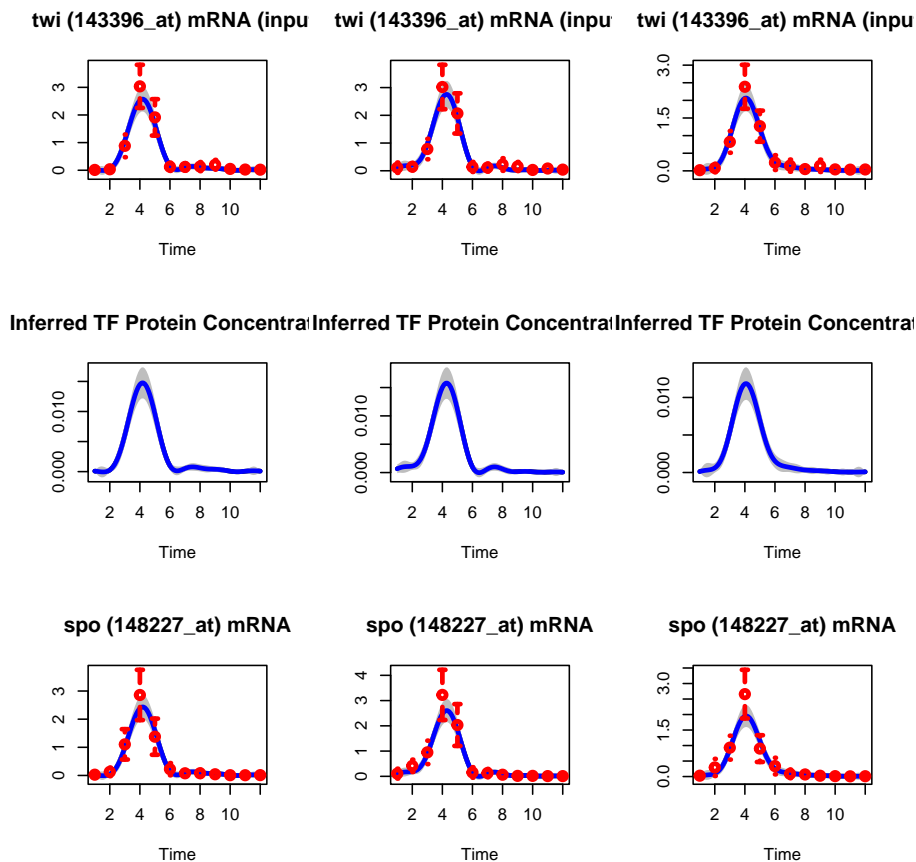 twi (143396_at) mRNA (inpu
0 1 2 3
2 4 6 8 10
Time
twi (143396_at) mRNA (inpu
0 1 2 3
2 4 6 8 10
Time
twi (143396_at) mRNA (inpu
0.0 1.5 3.0
2 4 6 8 10
Time
Inferred TF Protein Concentrat
0.000 0.010
2 4 6 8 10
Time
Inferred TF Protein Concentrat
0.000 0.010
2 4 6 8 10
Time
Inferred TF Protein Concentrat
0.000 0.010
2 4 6 8 10
Time
spo (148227_at) mRNA
0 1 2 3
2 4 6 8 10
Time
spo (148227_at) mRNA
0 1 2 3 4
2 4 6 8 10
Time
spo (148227_at) mRNA
0.0 1.5 3.0
2 4 6 8 10
Time